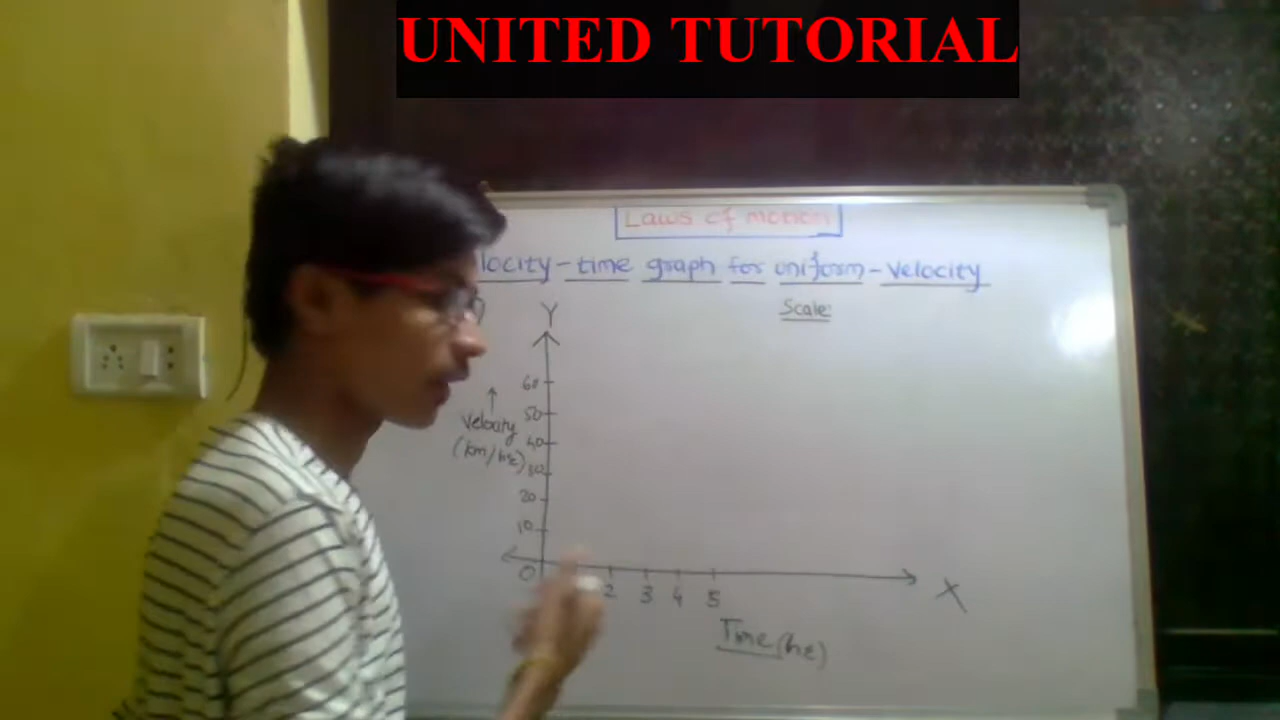 UNITED TUTORIAL
Laws of motion
locity-time graph for uniform-velocity
Scale:
Y
60
50
Velocity
40
(km/hr)
30
20
10
0
2 3 4 5
X
Time(hr)